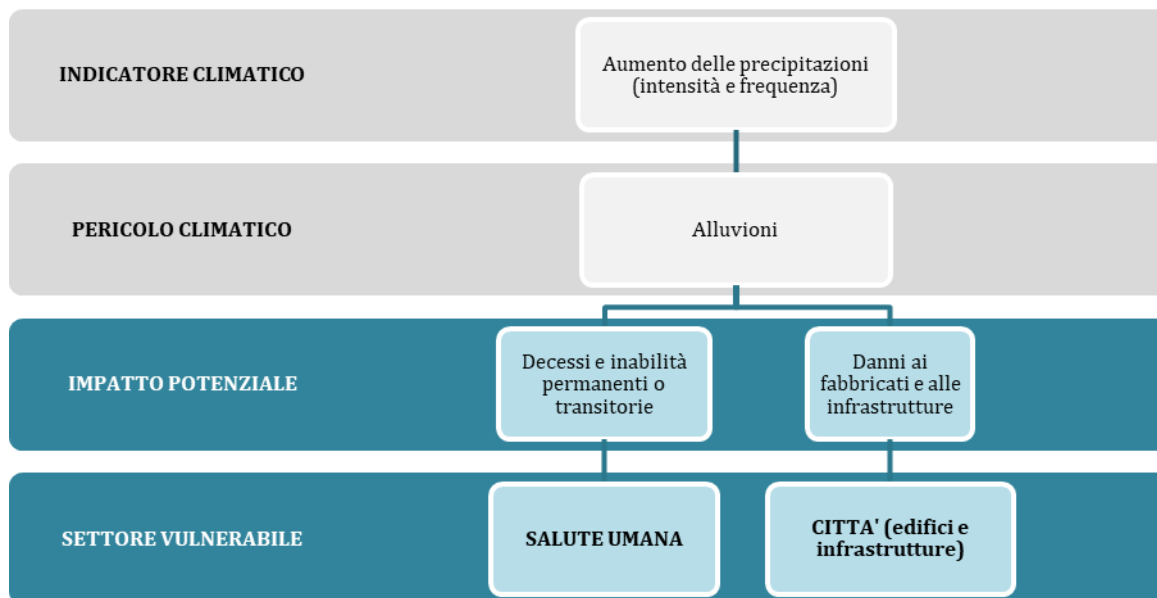 INDICATORE CLIMATICO
Aumento delle precipitazioni
(intensità e frequenza)
PERICOLO CLIMATICO
Alluvioni
IMPATTO POTENZIALE
Decessi e inabilità
permanenti o
transitorie
Danni ai
fabbricati e alle
infrastrutture
SETTORE VULNERABILE
SALUTE UMANA
CITTA' (edifici e
infrastrutture)